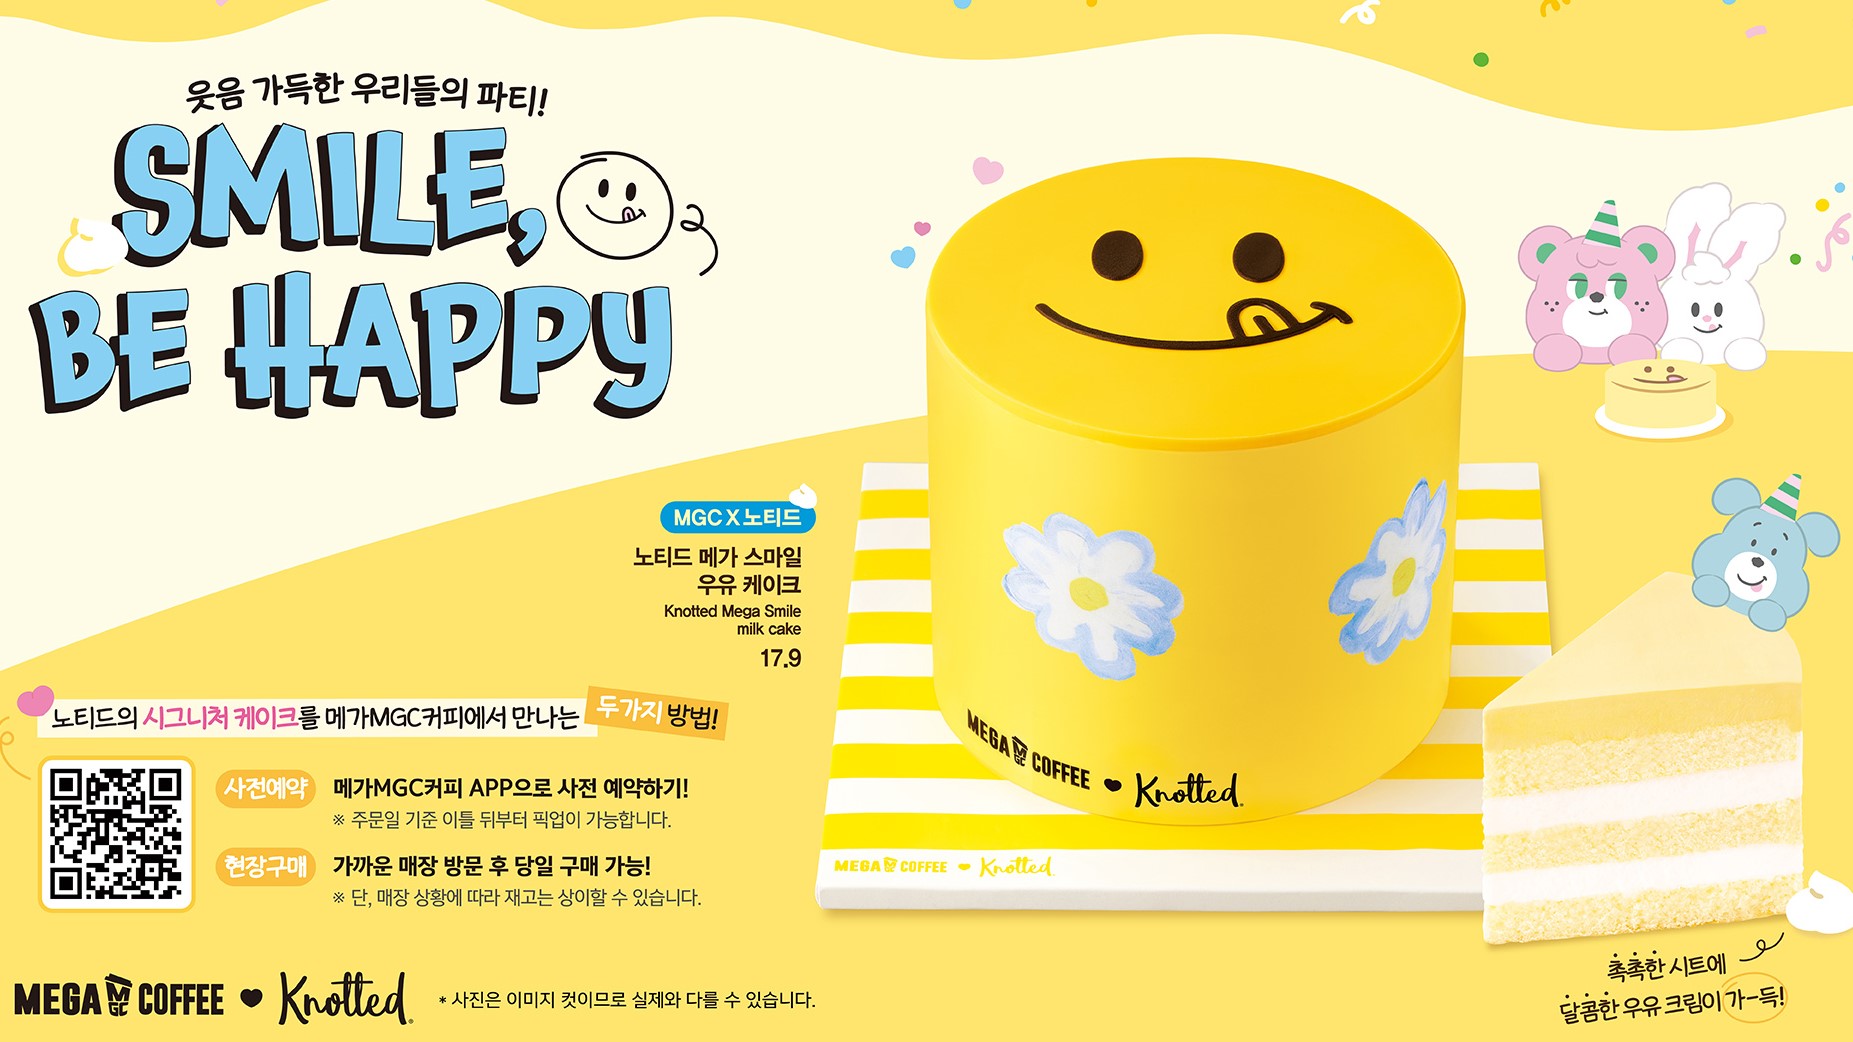 웃음 가득한 우리들의 파티!
SMILE,
BE HAPPY
MGC X 노티드
노티드 메가 스마일
우유 케이크
Knotted Mega Smile
milk cake
17.9
노티드의 시그니처 케이크를 메가MGC커피에서 만나는 두가지 방법!
사전예약 메가MGC커피 APP으로 사전 예약하기!
※ 주문일 기준 이틀 뒤부터 픽업이 가능합니다.
현장구매 가까운 매장 방문 후 당일 구매 가능!
※ 단, 매장 상황에 따라 재고는 상이할 수 있습니다.
MEGA MGC COFFEE Knotted
MEGA MGC COFFEE Knotted
촉촉한 시트에
달콤한 우유 크림이 가-득!
MEGA MGC COFFEE Knotted
* 사진은 이미지 컷이므로 실제와 다를 수 있습니다.